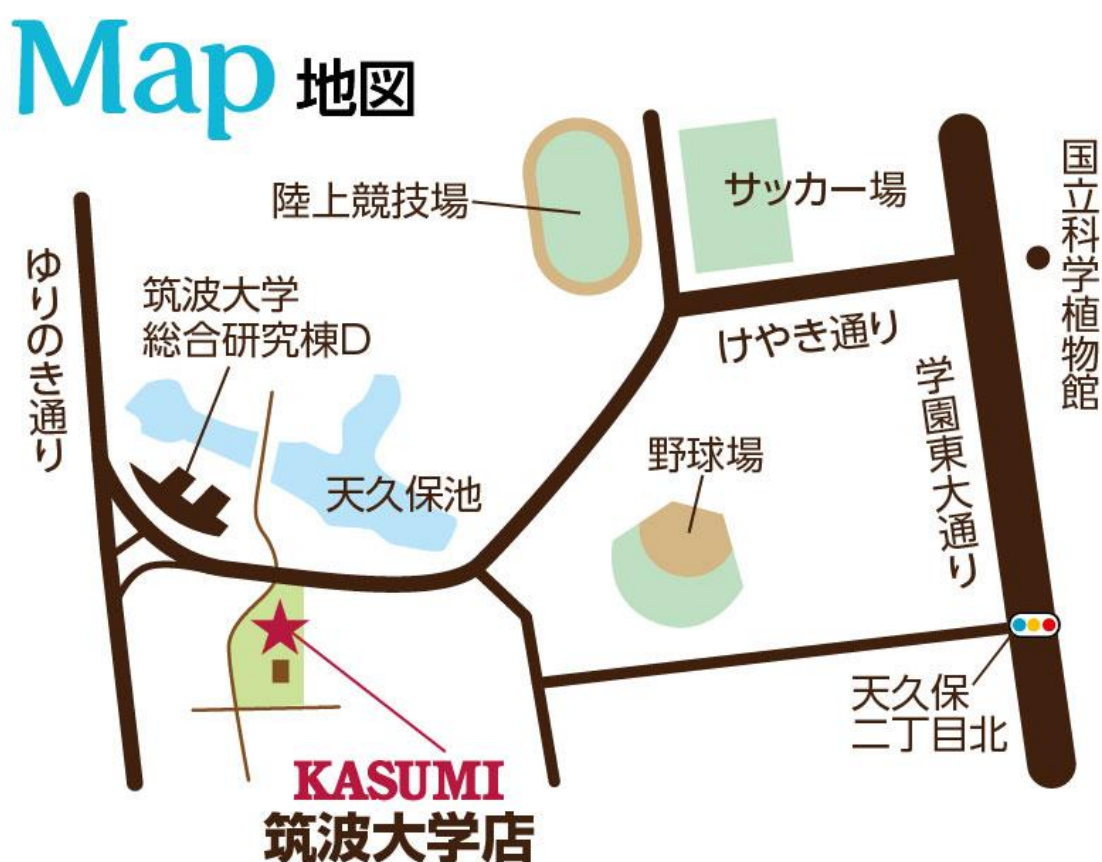 Map 地図
陸上競技場
サッカー場
国立科学植物館
ゆりのき通り
筑波大学
総合研究棟D
けやき通り
学園東大通り
野球場
天久保池
天久保
二丁目北
KASUMI
筑波大学店